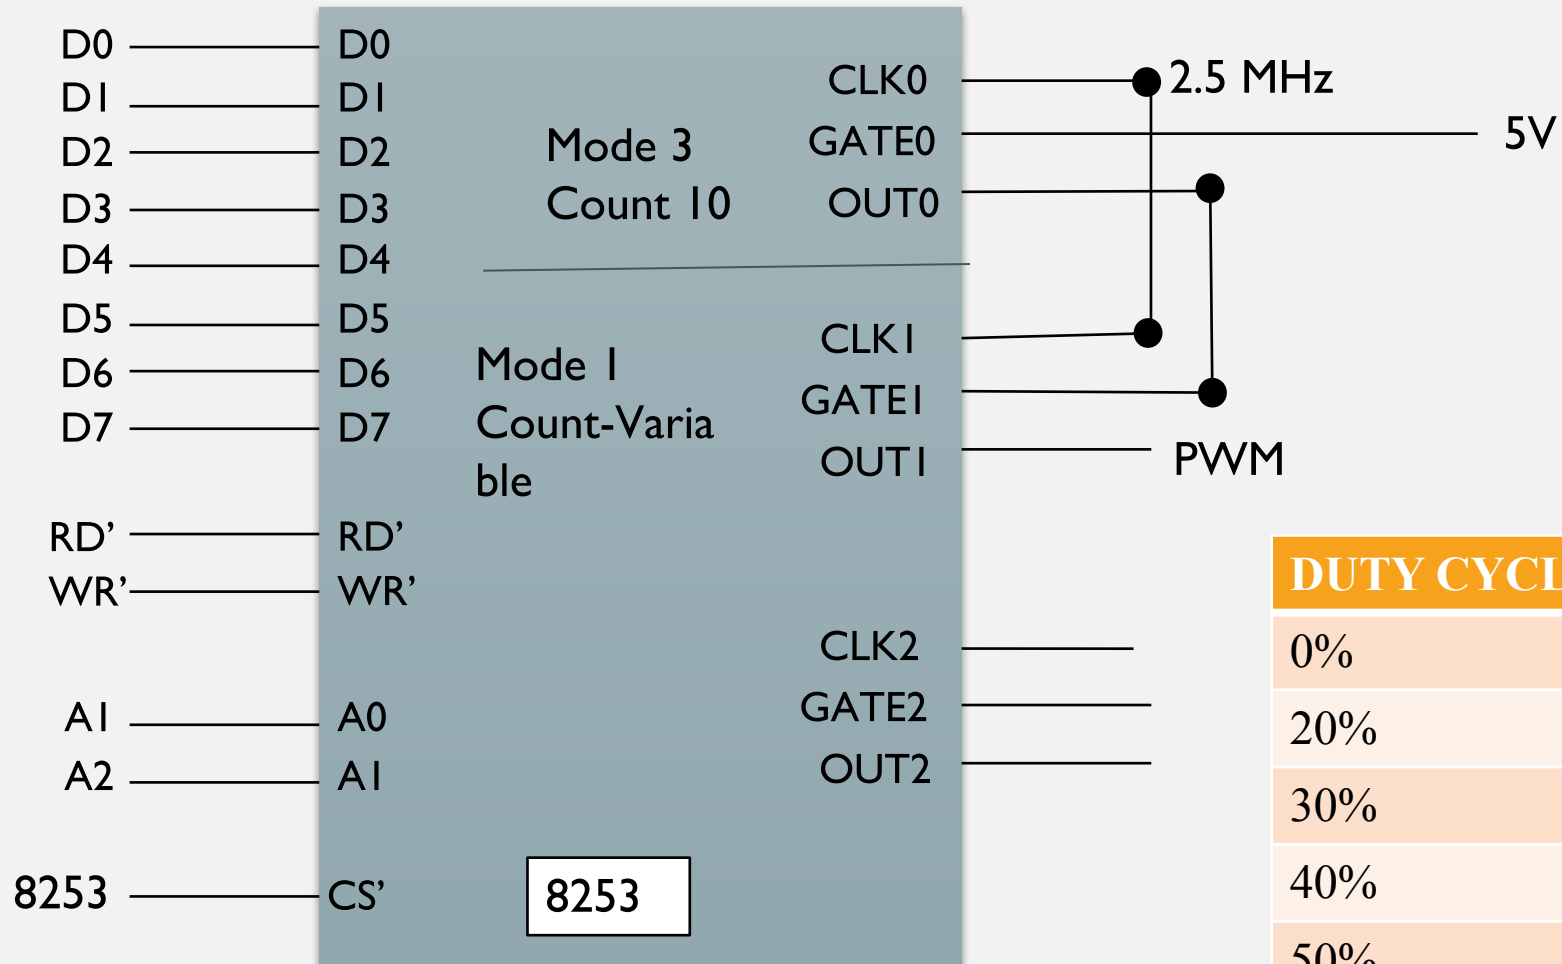 D0 D0
D1 D1
D2 D2
D3 D3
D4 D4
D5 D5
D6 D6
D7 D7
RD’ RD’
WR’ WR’
A1 A0
A2 A1
8253 CS’
Mode 3
Count 10
Mode 1
Count-Varia
ble
8253
CLK0
GATE0
OUT0
CLK1
GATE1
OUT1
CLK2
GATE2
OUT2
2.5 MHz
5V
PWM
DUTY CYCL
0%
20%
30%
40%
50%